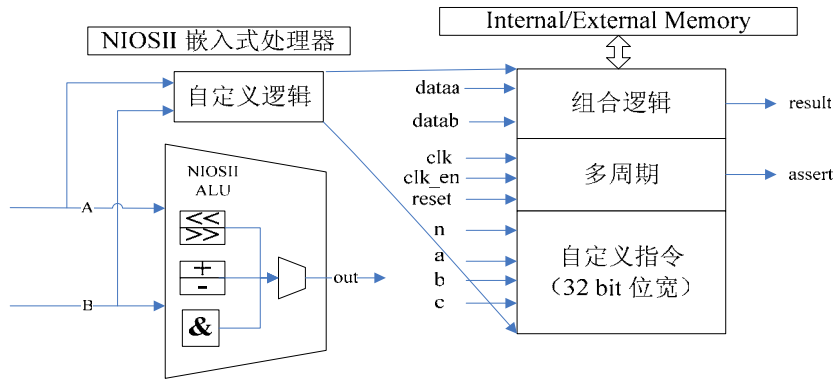 Internal/External Memory
NIOSII 嵌入式处理器
自定义逻辑
dataa
组合逻辑
result
datab
clk
clk_en
多周期
assert
reset
NIOSII
ALU
A
<<
>>
n
a
自定义指令
(32 bit 位宽)
b
c
+
-
out
B
&